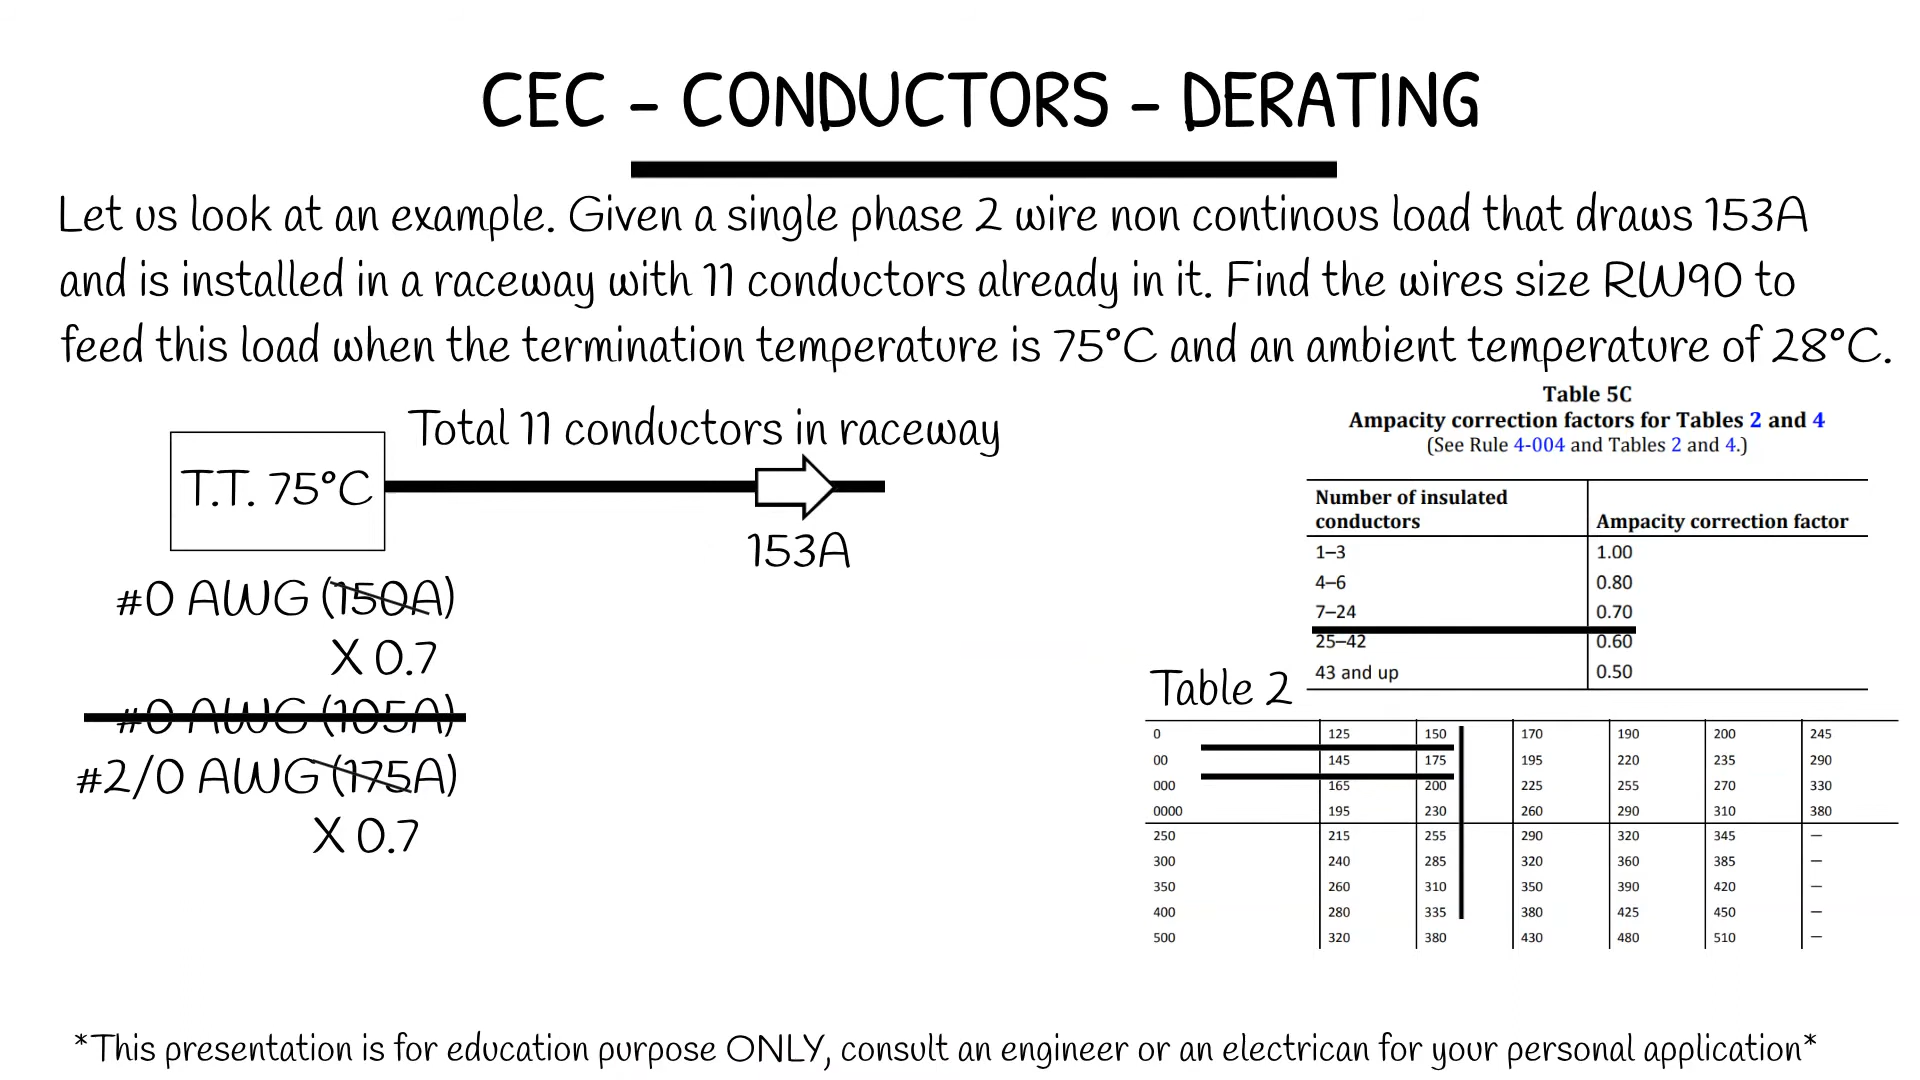 CEC – CONDUCTORS – DERATING
Let us look at an example. Given a single phase 2 wire non continous load that draws 153A
and is installed in a raceway with 11 conductors already in it. Find the wires size RW90 to
feed this load when the termination temperature is 75°C and an ambient temperature of 28°C.
Total 11 conductors in raceway
T.T. 75°C
153A
#0 AWG (150A)
X 0.7
#0 AWG (105A)
#2/0 AWG (175A)
X 0.7
Table 5C
Ampacity correction factors for Tables 2 and 4
(See Rule 4-004 and Tables 2 and 4.)
Number of insulated
conductors Ampacity correction factor
1–3 1.00
4–6 0.80
7–24 0.70
25–42 0.60
43 and up 0.50
Table 2
0 125 150 170 190 200 245
00 145 175 195 220 235 290
000 165 200 225 255 270 330
0000 195 230 260 290 310 380
250 215 255 290 320 345 —
300 240 285 320 360 385 —
350 260 310 350 390 420 —
400 280 335 380 425 450 —
500 320 380 430 480 510 —
*This presentation is for education purpose ONLY, consult an engineer or an electrican for your personal application*